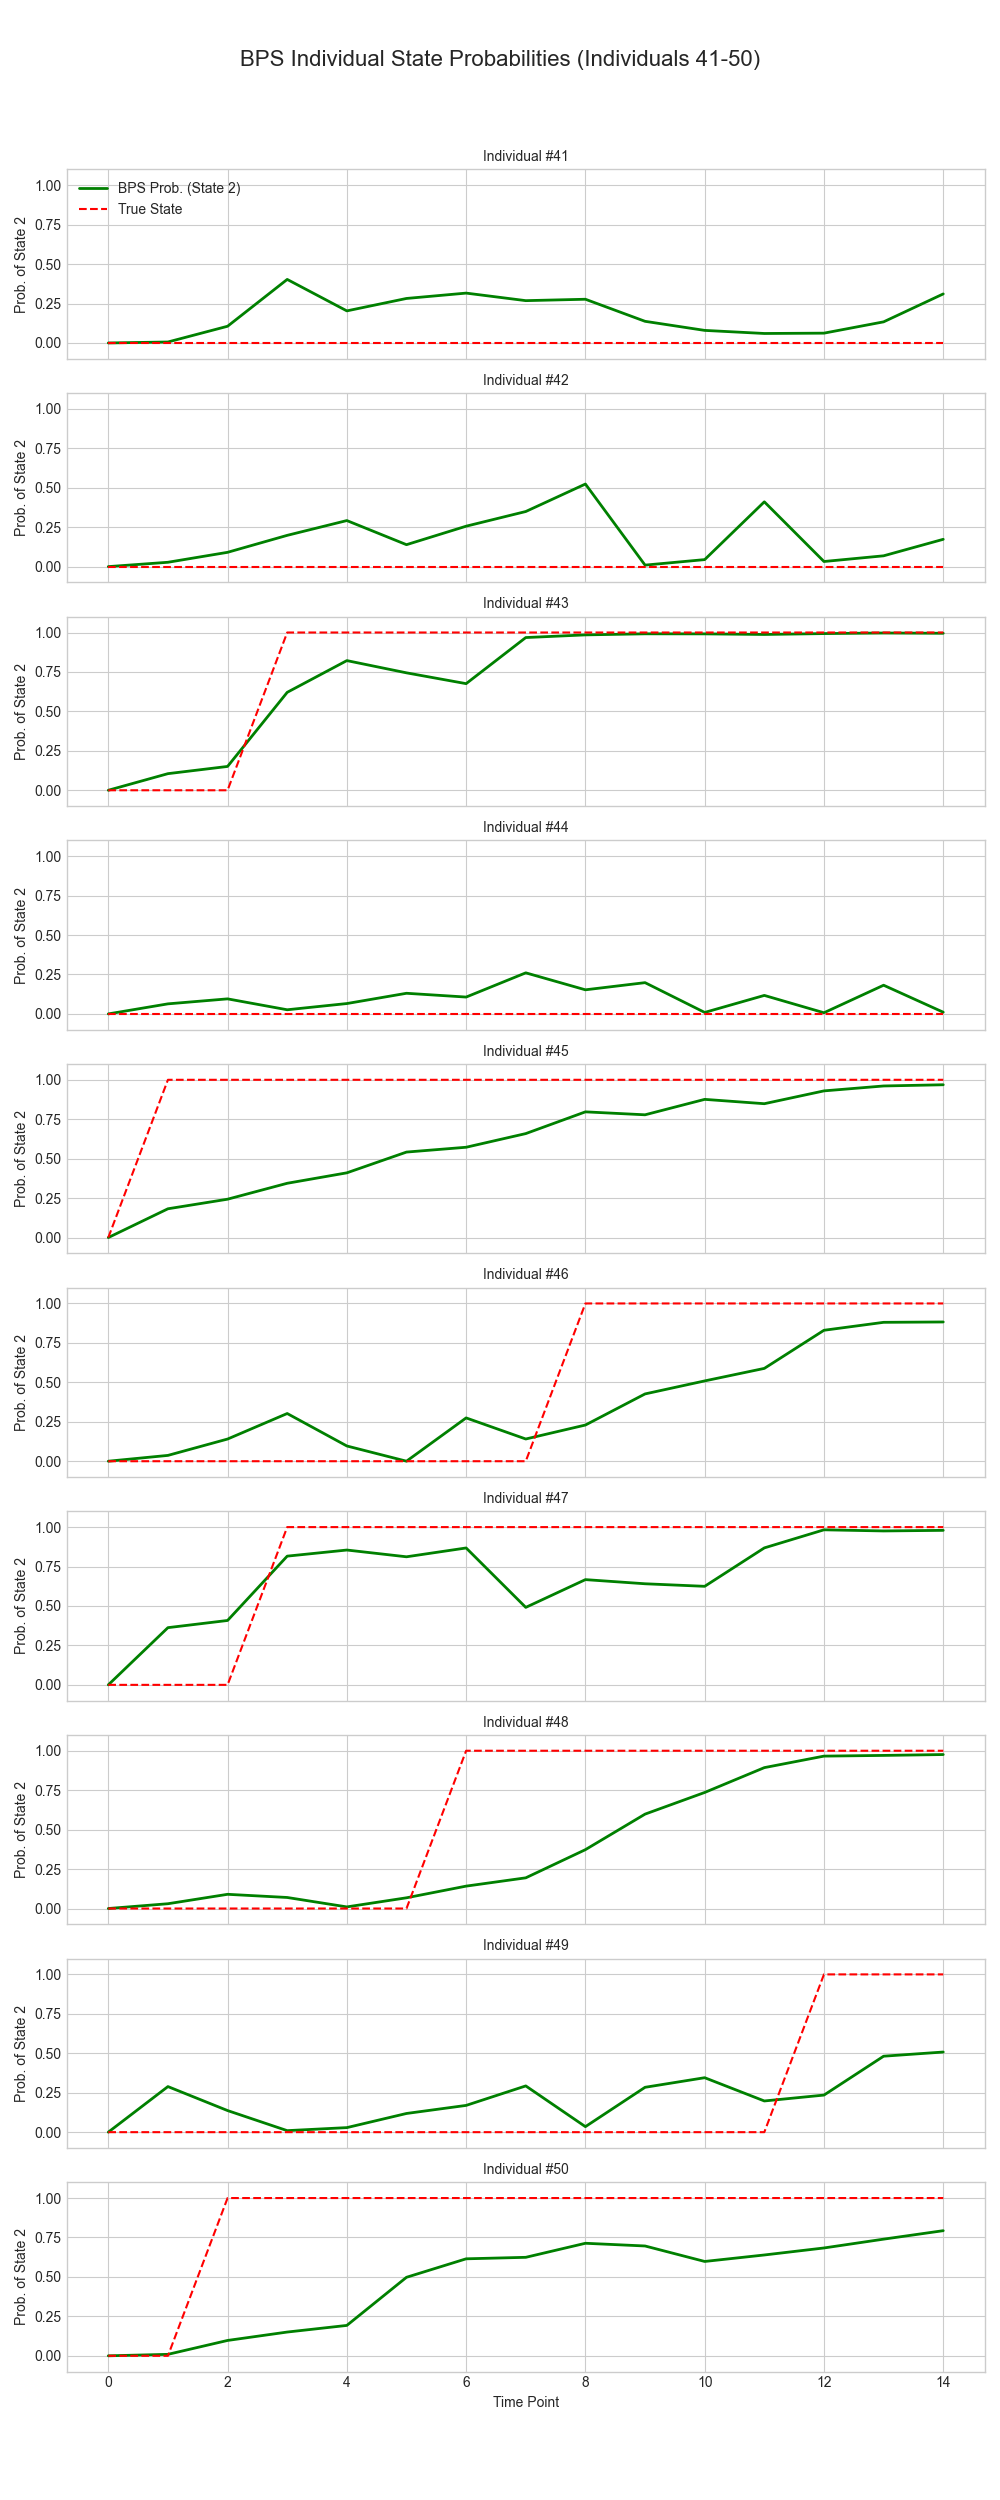 BPS Individual State Probabilities (Individuals 41-50)
Individual #41
Prob. of State 2
1.00
0.75
0.50
0.25
0.00
BPS Prob. (State 2)
True State
Individual #42
Prob. of State 2
1.00
0.75
0.50
0.25
0.00
Individual #43
Prob. of State 2
1.00
0.75
0.50
0.25
0.00
Individual #44
Prob. of State 2
1.00
0.75
0.50
0.25
0.00
Individual #45
Prob. of State 2
1.00
0.75
0.50
0.25
0.00
Individual #46
Prob. of State 2
1.00
0.75
0.50
0.25
0.00
Individual #47
Prob. of State 2
1.00
0.75
0.50
0.25
0.00
Individual #48
Prob. of State 2
1.00
0.75
0.50
0.25
0.00
Individual #49
Prob. of State 2
1.00
0.75
0.50
0.25
0.00
Individual #50
Prob. of State 2
1.00
0.75
0.50
0.25
0.00
0 2 4 6 8 10 12 14
Time Point